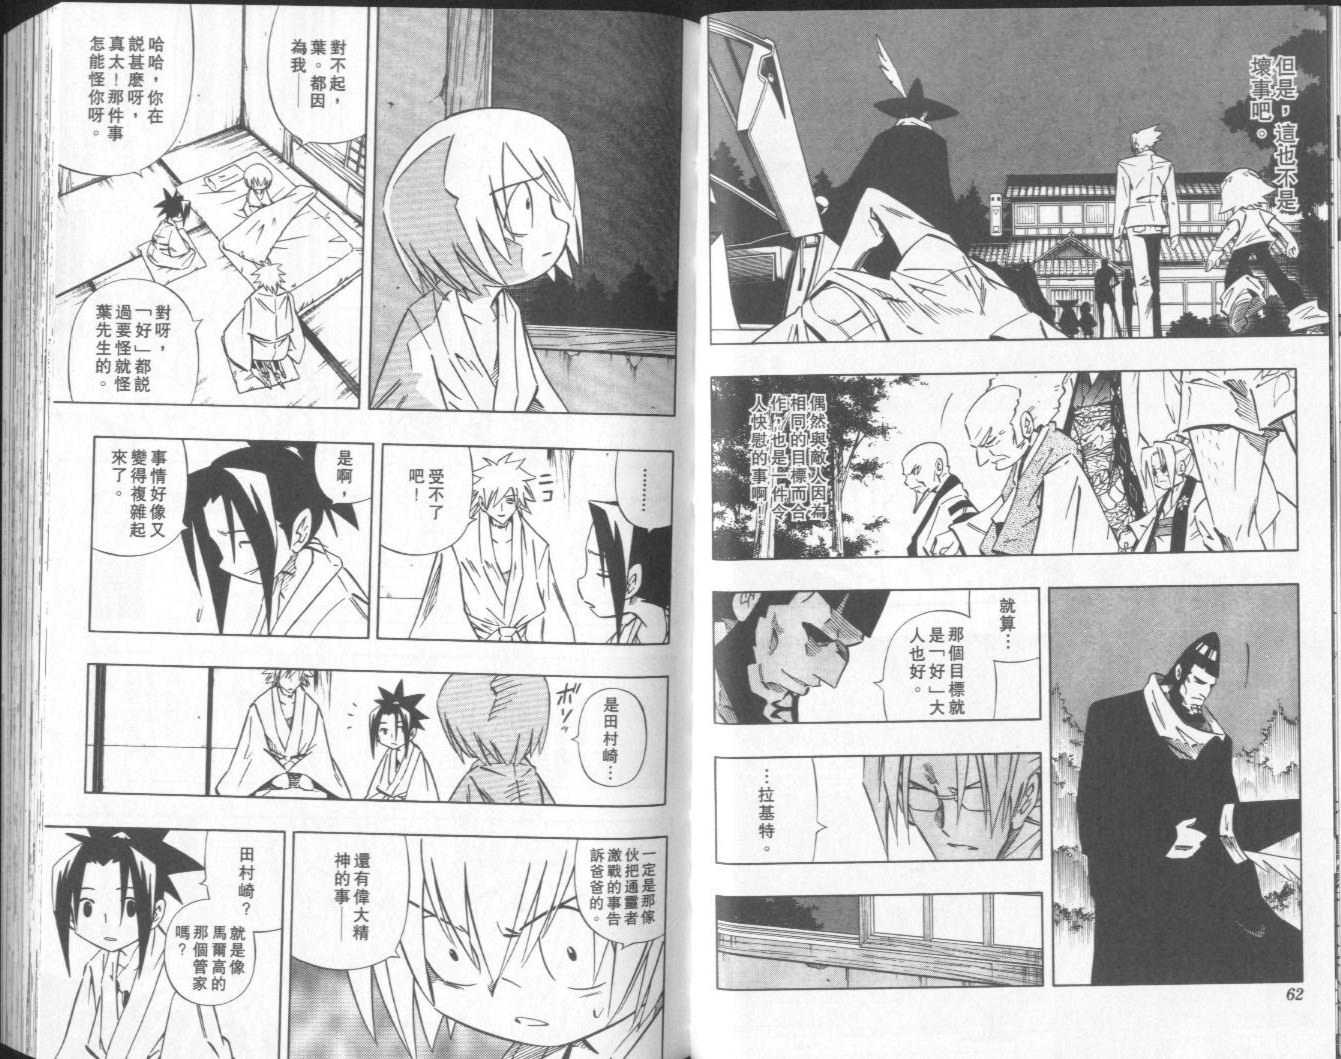 但是，這也不是
壞事吧。
偶然與敵人因為
相同的目標而合
作，也是一件令
人快慰的事啊！
就算…
那個目標就
是「好」大
人也好。
…拉基特。
62
對不起，
葉。都因
為我——
哈哈，你在
説甚麼呀，
真太！那件事
怎能怪你呀。
對呀，
「好」都説
過要怪就怪
葉先生的。
………
ニコ
受不了
吧！
是啊，
事情好像又
變得複雜起
來了。
是田村崎…
ボソッ
一定是那傢
伙把通靈者
激戰的事告
訴爸爸的。
還有偉大精
神的事——
田村崎？
就是像
馬爾高的
那個管家
嗎？